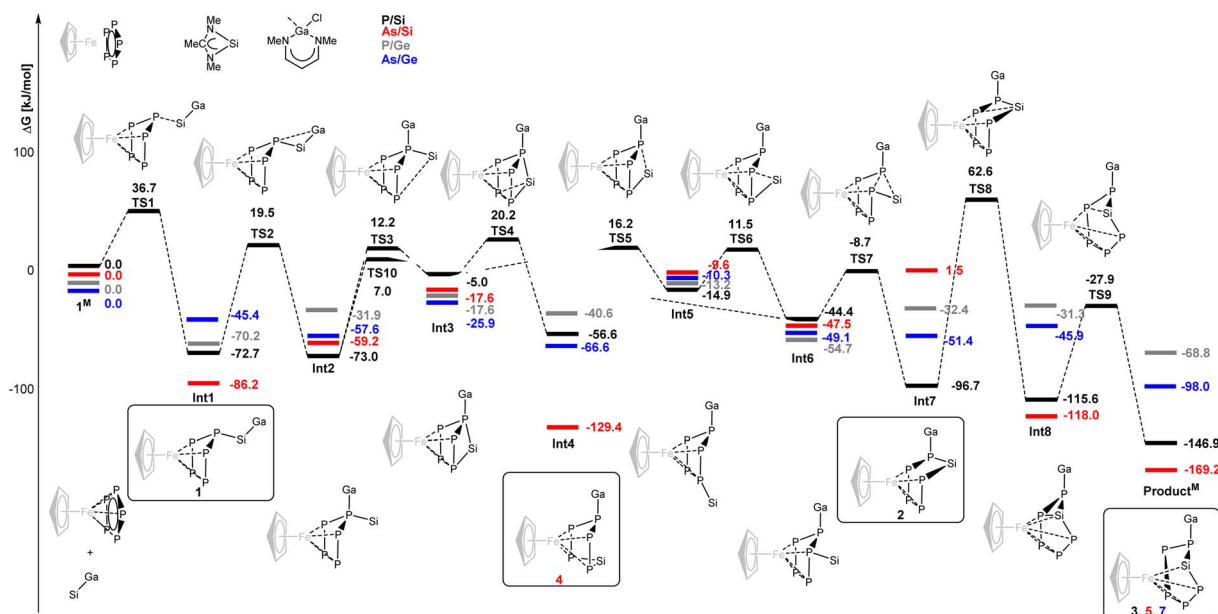 ΔG [kJ/mol]
100
0
-100
Fe
P
P
P
P
P
Me
N
MeC
Si
N
Me
Cl
Ga
MeN
NMe
P/Si
As/Si
P/Ge
As/Ge
36.7
TS1
19.5
TS2
12.2
TS3
TS10
7.0
20.2
TS4
16.2
TS5
11.5
TS6
-8.7
TS7
62.6
TS8
-27.9
TS9
0.0
0.0
0.0
0.0
1M
-45.4
-70.2
-72.7
-86.2
Int1
-31.9
-57.6
-59.2
-73.0
Int2
-5.0
-17.6
-17.6
-25.9
Int3
-40.6
-56.6
-66.6
-129.4
Int4
-9.6
-10.3
-13.2
-14.9
Int5
-44.4
-47.5
-49.1
-54.7
Int6
1.5
-32.4
-51.4
-96.7
Int7
-31.3
-45.9
-115.6
-118.0
Int8
-68.8
-98.0
-146.9
-169.2
ProductM
Fe
+
Ga
Si
1
4
2
3, 5, 7